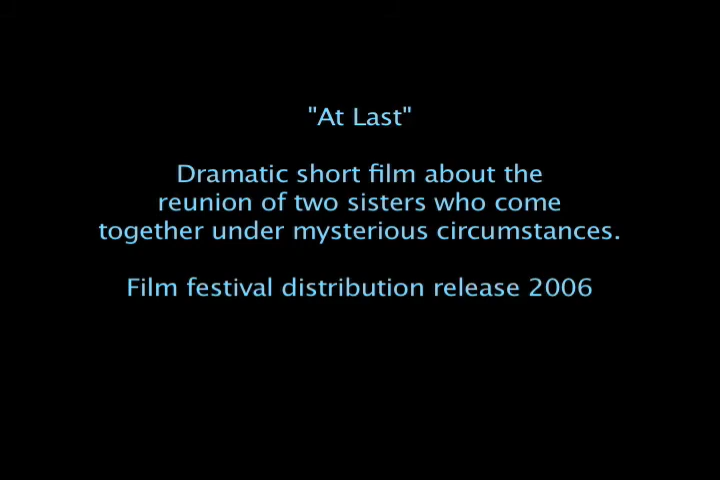 "At Last"
Dramatic short film about the
reunion of two sisters who come
together under mysterious circumstances.
Film festival distribution release 2006